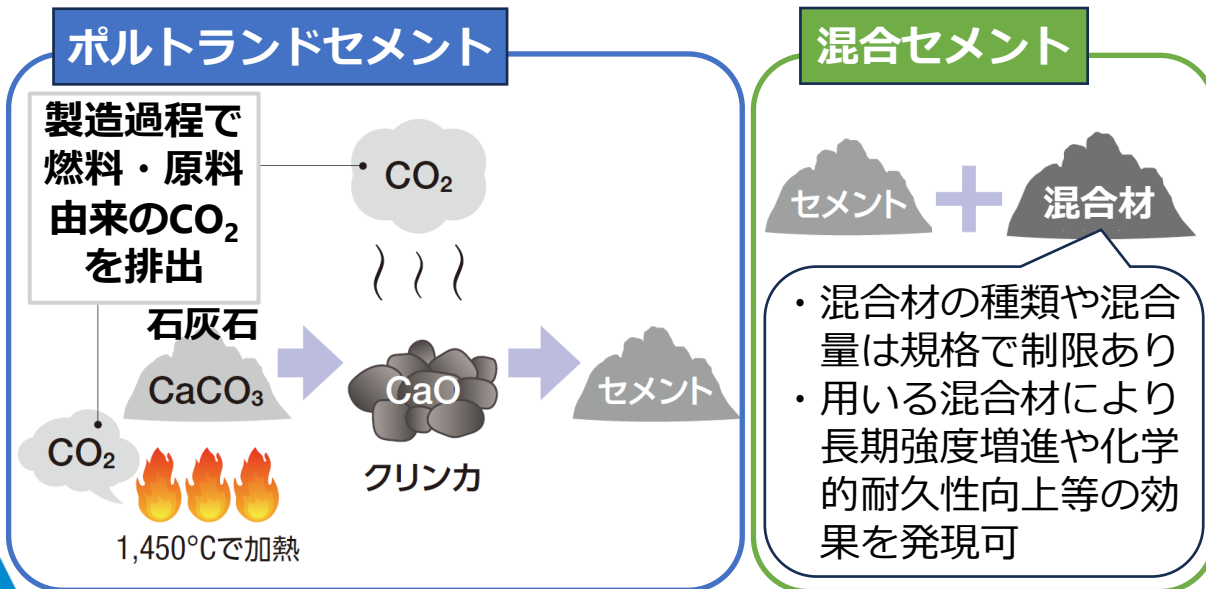 ポルトランドセメント
製造過程で
燃料・原料
由来のCO₂
を排出
CO₂
石灰石
CaCO₃
CaO
セメント
CO₂
クリンカ
1,450°Cで加熱
混合セメント
セメント
混合材
・混合材の種類や混合
量は規格で制限あり
・用いる混合材により
長期強度増進や化学
的耐久性向上等の効
果を発現可